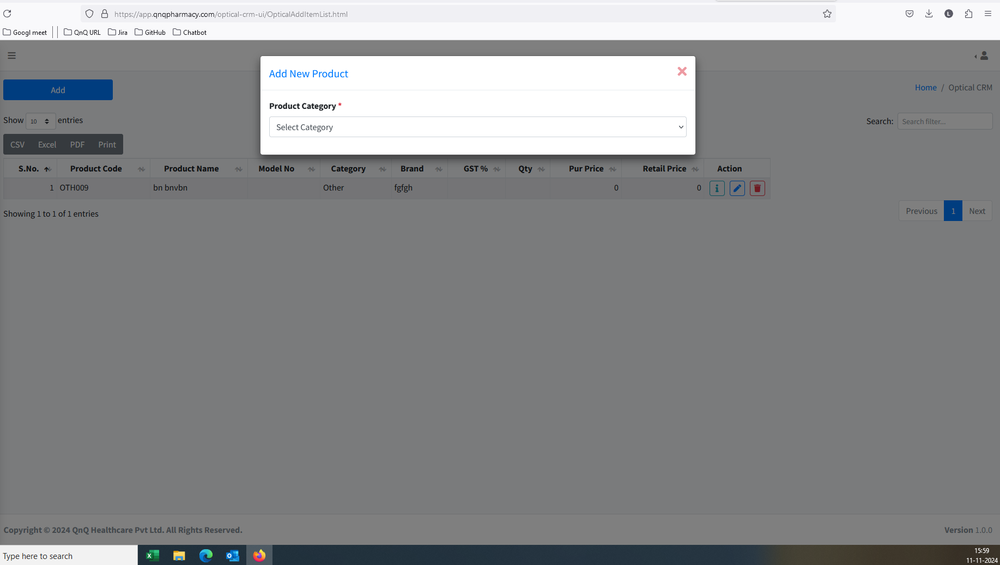 https://app.qnqpharmacy.com/optical-crm-ui/OpticalAddItemList.html
L
Googl meet QnQ URL Jira GitHub Chatbot
Add New Product
Add
Home / Optical CRM
Product Category *
Show 10 entries
Search: Search filter...
Select Category
CSV Excel PDF Print
S.No. Product Code Product Name Model No Category Brand GST % Qty Pur Price Retail Price Action
1 OTH009 bn bnvbn Other fgfgh 0 0
Showing 1 to 1 of 1 entries
Previous 1 Next
Copyright © 2024 QnQ Healthcare Pvt Ltd. All Rights Reserved.
Version 1.0.0
Type here to search
15:59
11-11-2024